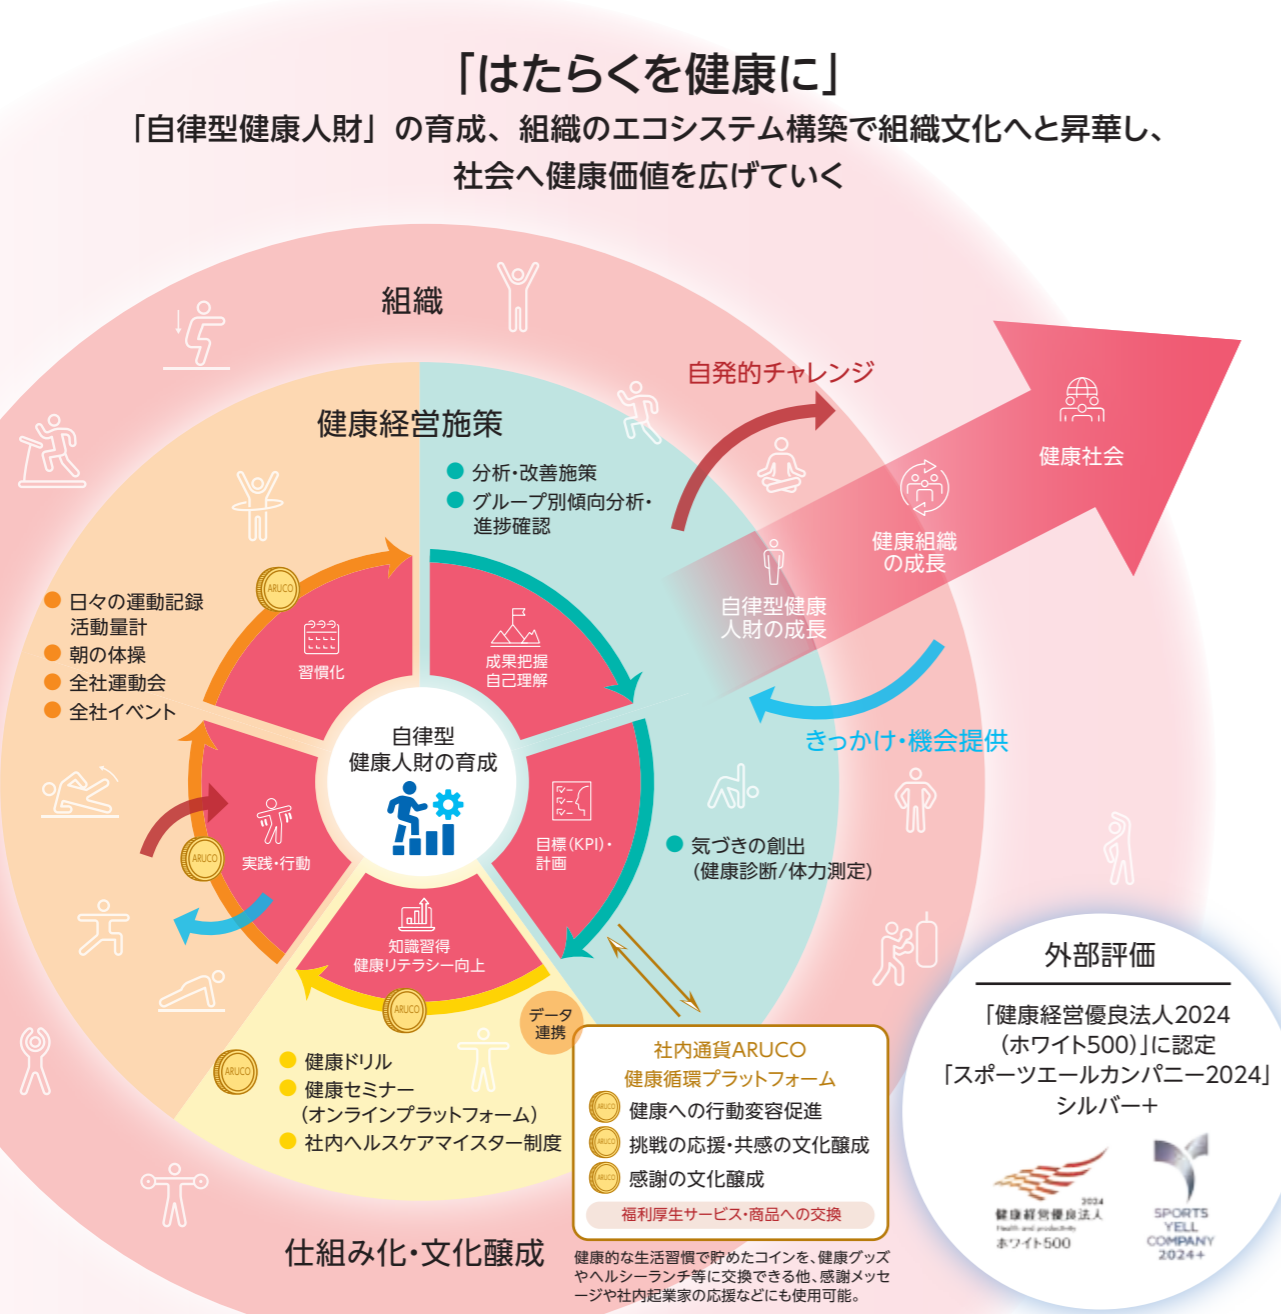 「はたらくを健康に」
「自律型健康人財」の育成、組織のエコシステム構築で組織文化へと昇華し、
社会へ健康価値を広げていく
組織
健康経営施策
自発的チャレンジ
健康社会
健康組織
の成長
自律型健康
人財の成長
きっかけ・機会提供
● 分析・改善施策
● グループ別傾向分析・
進捗確認
● 日々の運動記録
活動量計
● 朝の体操
● 全社運動会
● 全社イベント
ARUCO
習慣化
成果把握
自己理解
自律型
健康人財の育成
目標(KPI)・
計画
ARUCO
実践・行動
知識習得
健康リテラシー向上
ARUCO
● 気づきの創出
(健康診断/体力測定)
データ
連携
ARUCO
● 健康ドリル
● 健康セミナー
(オンラインプラットフォーム)
● 社内ヘルスケアマイスター制度
社内通貨ARUCO
健康循環プラットフォーム
ARUCO 健康への行動変容促進
ARUCO 挑戦の応援・共感の文化醸成
ARUCO 感謝の文化醸成
福利厚生サービス・商品への交換
健康的な生活習慣で貯めたコインを、健康グッズ
やヘルシーランチ等に交換できる他、感謝メッセ
ージや社内起業家の応援などにも使用可能。
仕組み化・文化醸成
外部評価
「健康経営優良法人2024
(ホワイト500)」に認定
「スポーツエールカンパニー2024」
シルバー＋
2024
健康経営優良法人
Health and productivity
ホワイト500
SPORTS
YELL
COMPANY
2024+